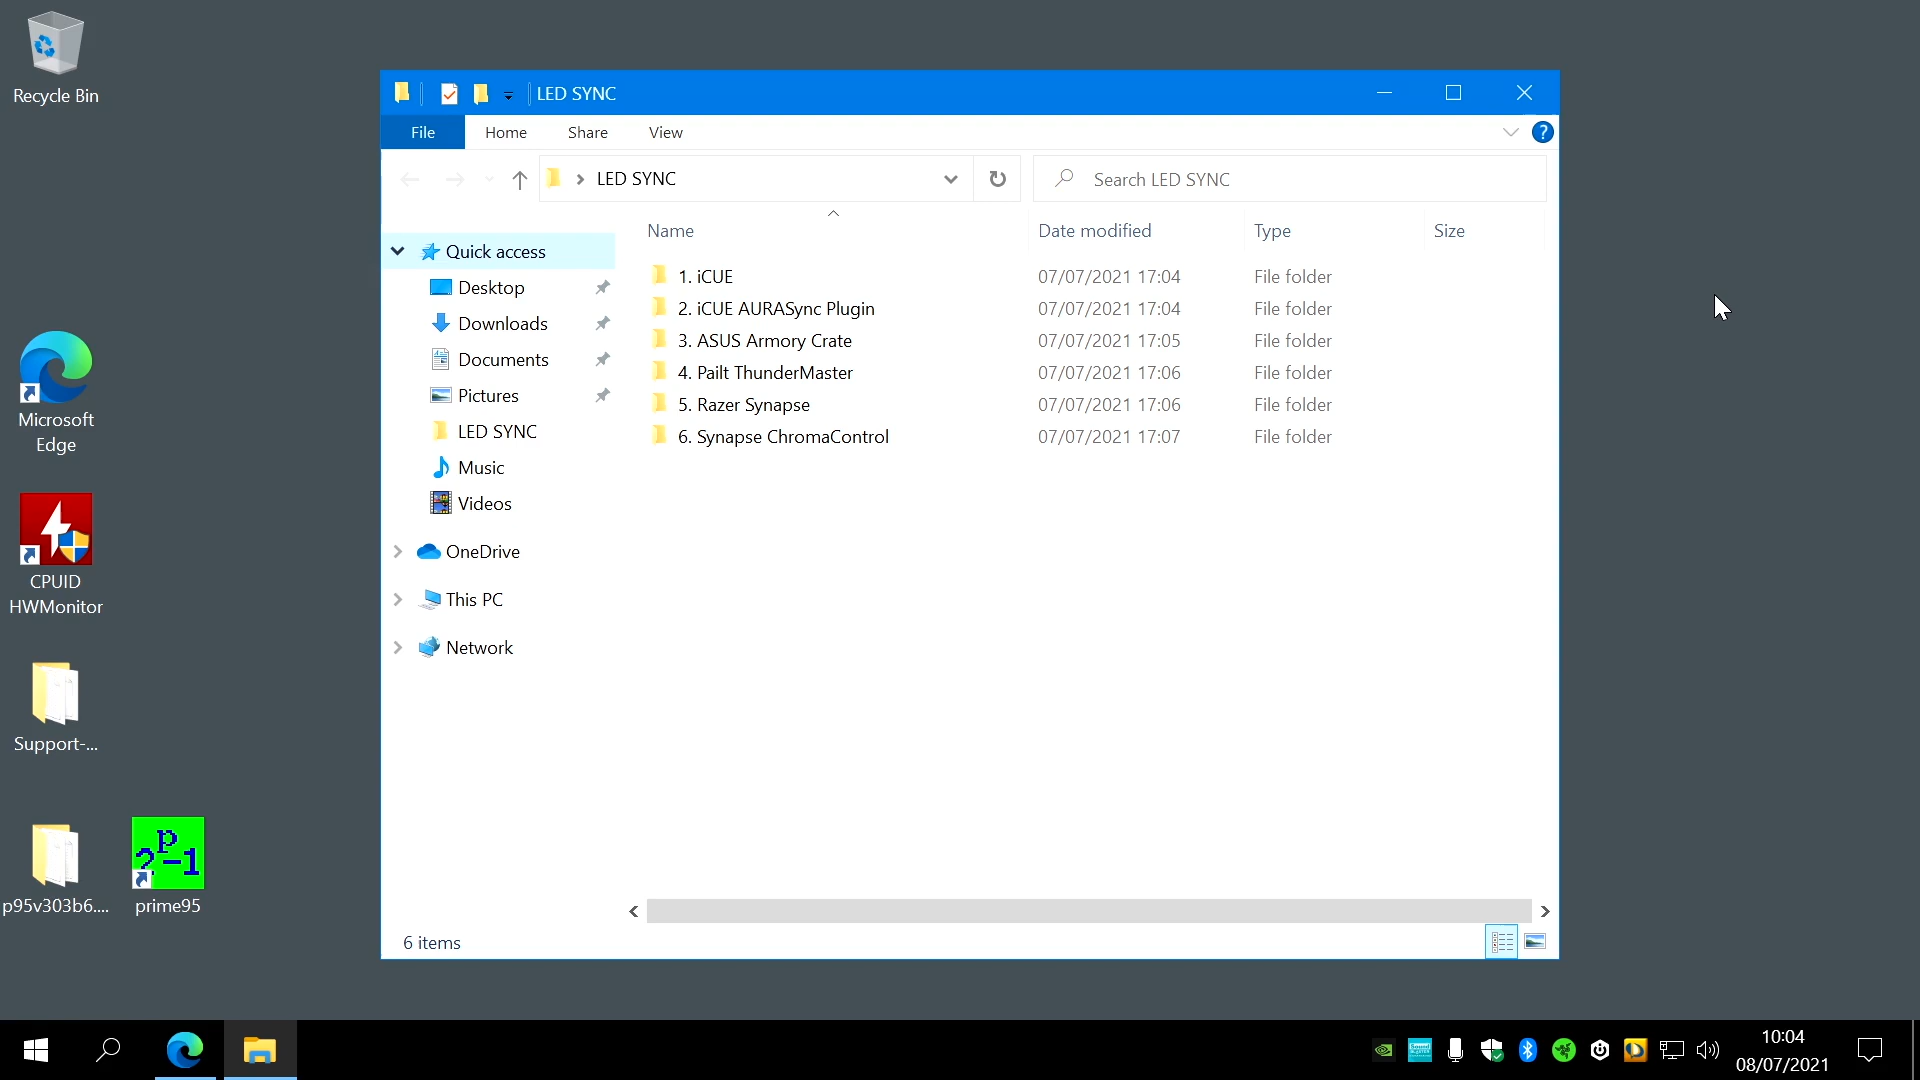 Recycle Bin
Microsoft
Edge
CPUID
HWMonitor
Support-...
p95v303b6....
P
2 -1
prime95
LED SYNC
File Home Share View
?
LED SYNC
Search LED SYNC
Name Date modified Type Size
Quick access
Desktop
Downloads
Documents
Pictures
LED SYNC
Music
Videos
OneDrive
This PC
Network
1. iCUE 07/07/2021 17:04 File folder
2. iCUE AURASync Plugin 07/07/2021 17:04 File folder
3. ASUS Armory Crate 07/07/2021 17:05 File folder
4. Pailt ThunderMaster 07/07/2021 17:06 File folder
5. Razer Synapse 07/07/2021 17:06 File folder
6. Synapse ChromaControl 07/07/2021 17:07 File folder
6 items
10:04
08/07/2021